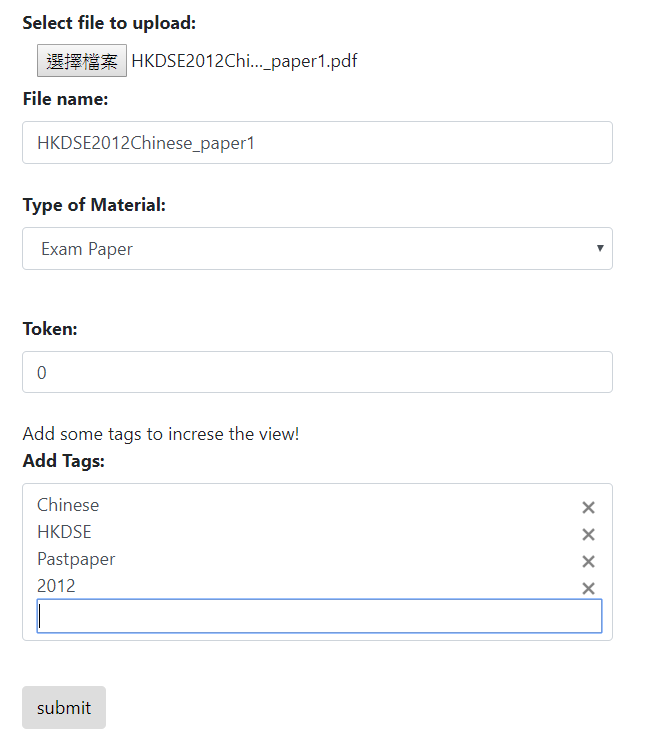 Select file to upload:
選擇檔案 HKDSE2012Chi..._paper1.pdf
File name:
HKDSE2012Chinese_paper1
Type of Material:
Exam Paper
Token:
0
Add some tags to increse the view!
Add Tags:
Chinese
HKDSE
Pastpaper
2012
submit